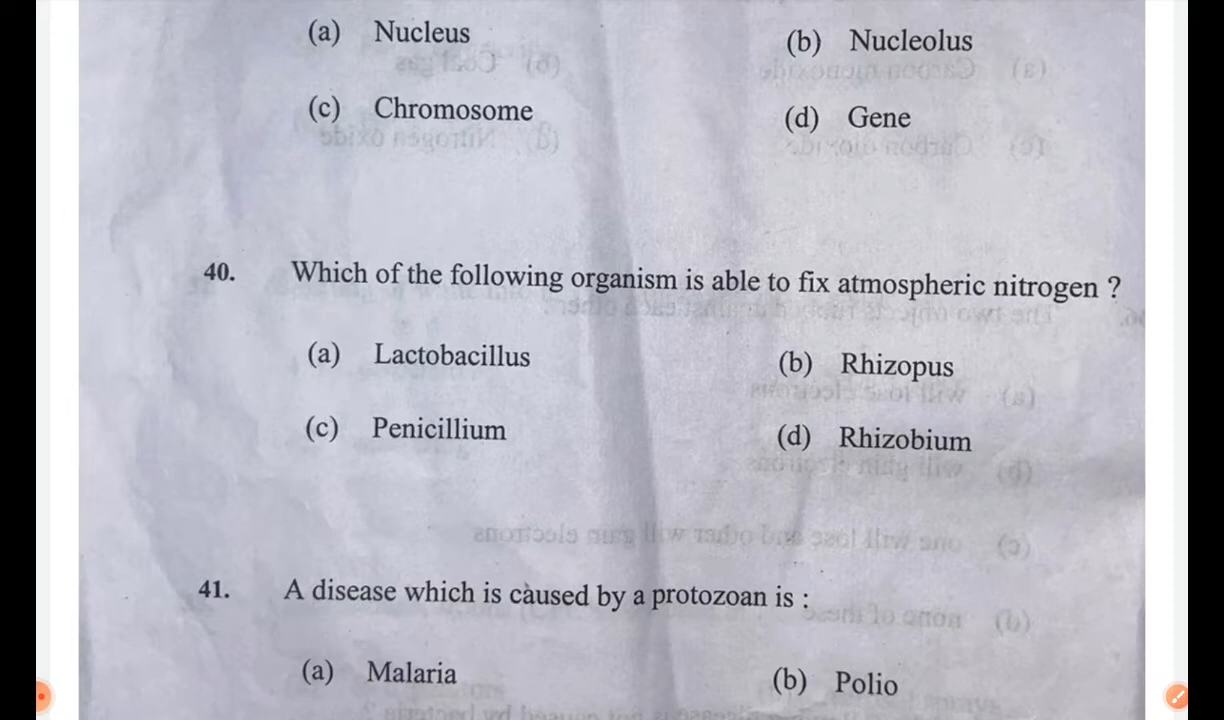 (a) Nucleus (b) Nucleolus
(c) Chromosome (d) Gene
40. Which of the following organism is able to fix atmospheric nitrogen ?
(a) Lactobacillus (b) Rhizopus
(c) Penicillium (d) Rhizobium
41. A disease which is caused by a protozoan is :
(a) Malaria (b) Polio